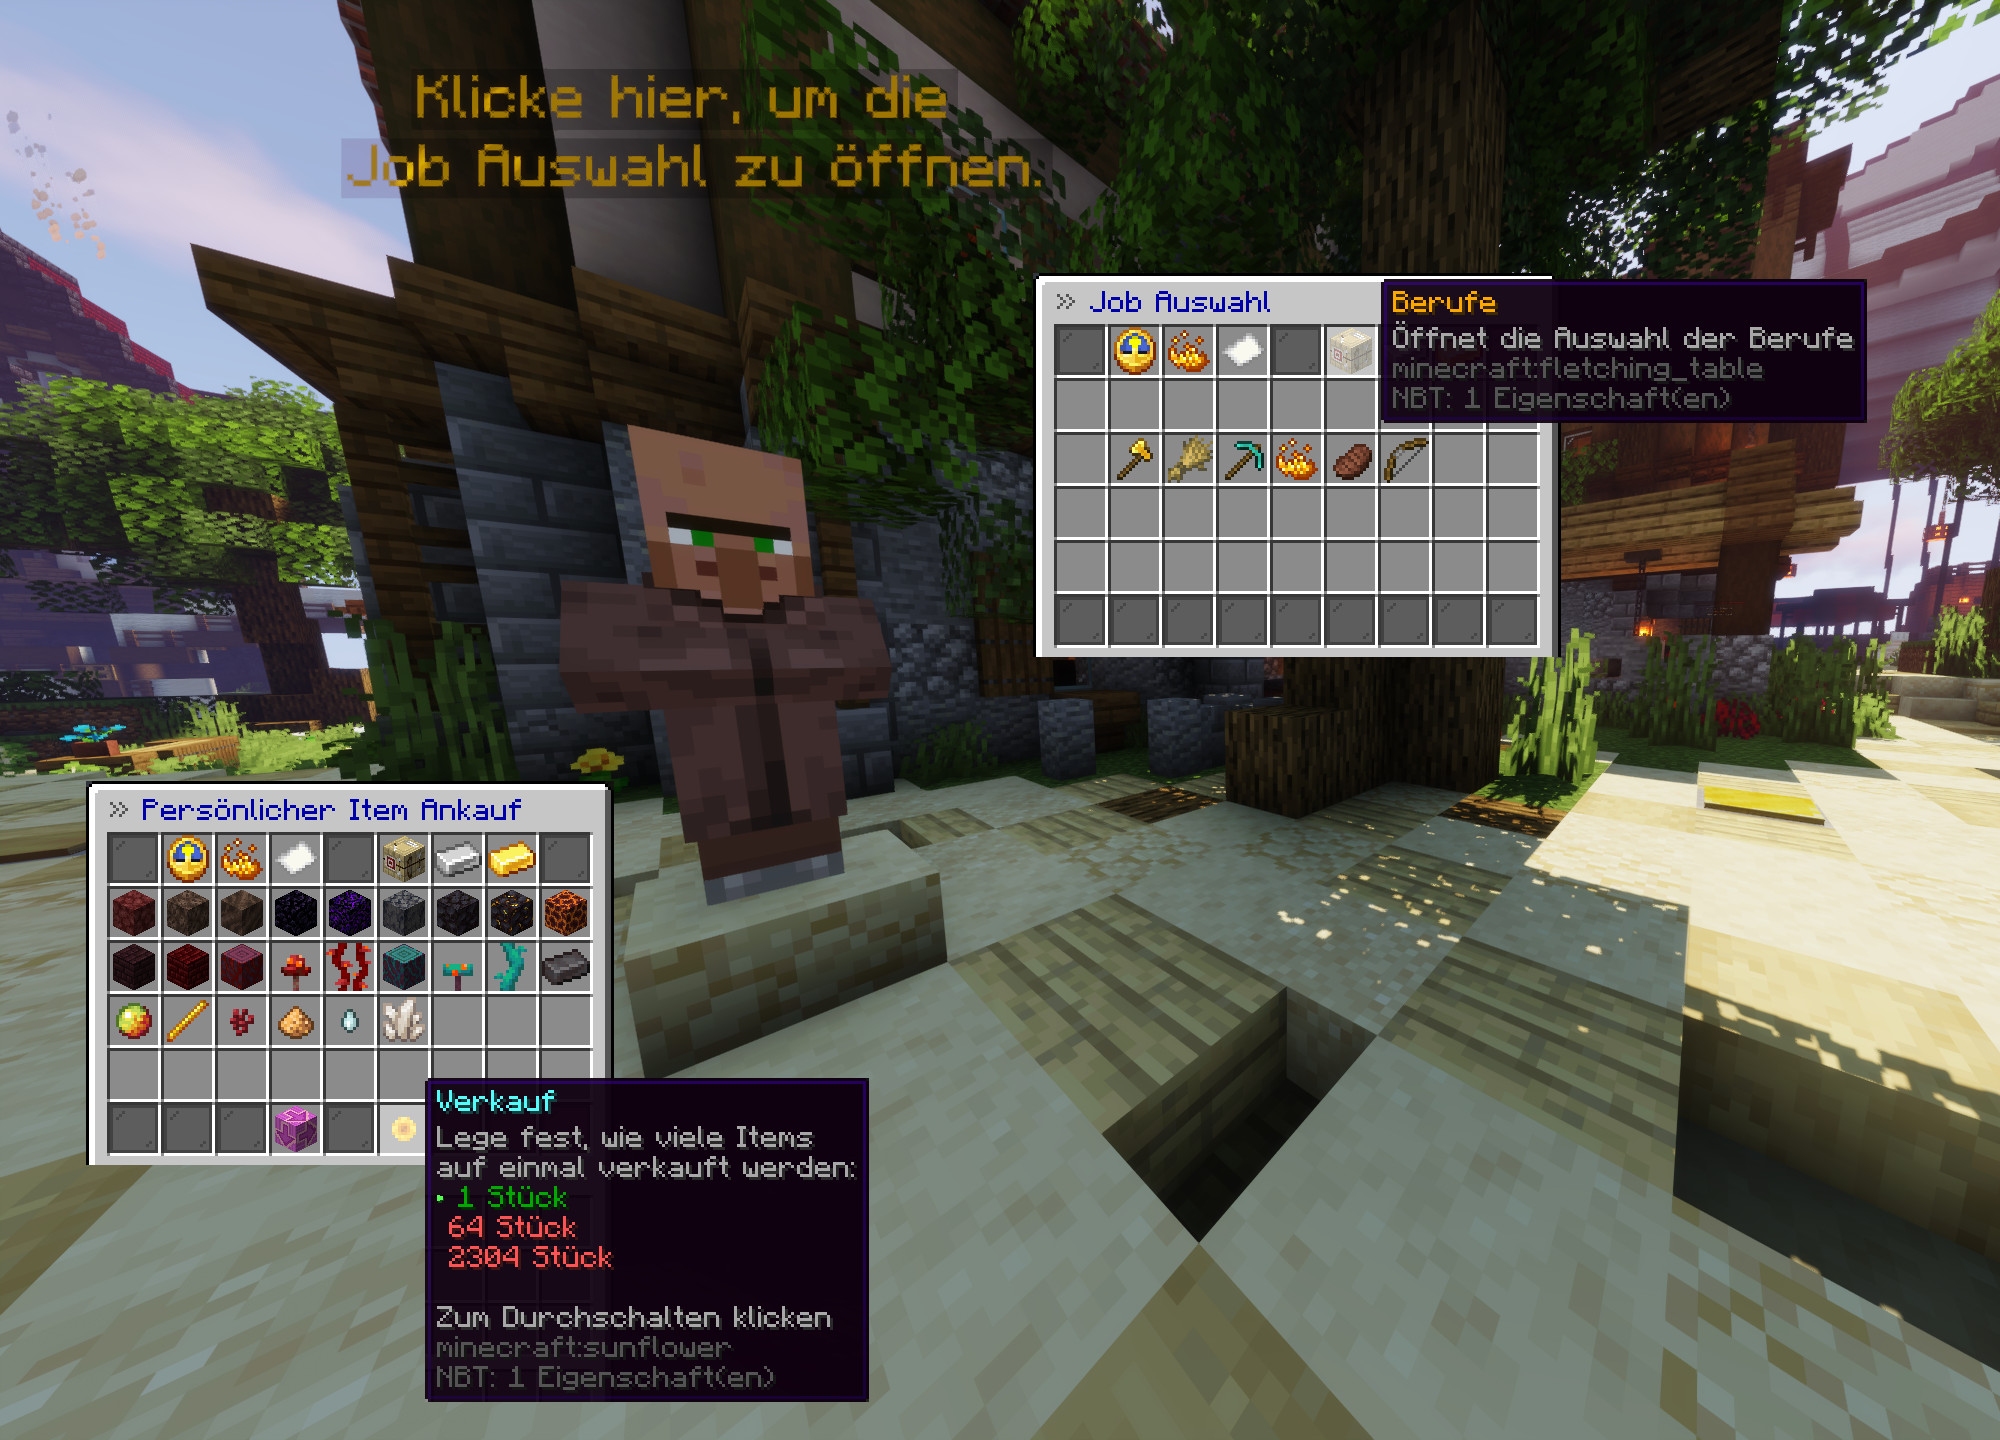 Klicke hier, um die
Job Auswahl zu öffnen.
» Job Auswahl
Berufe
Öffnet die Auswahl der Berufe
minecraft:fletching_table
NBT: 1 Eigenschaft(en)
» Persönlicher Item Ankauf
Verkauf
Lege fest, wie viele Items
auf einmal verkauft werden:
▸ 1 Stück
64 Stück
2304 Stück
Zum Durchschalten klicken
minecraft:sunflower
NBT: 1 Eigenschaft(en)